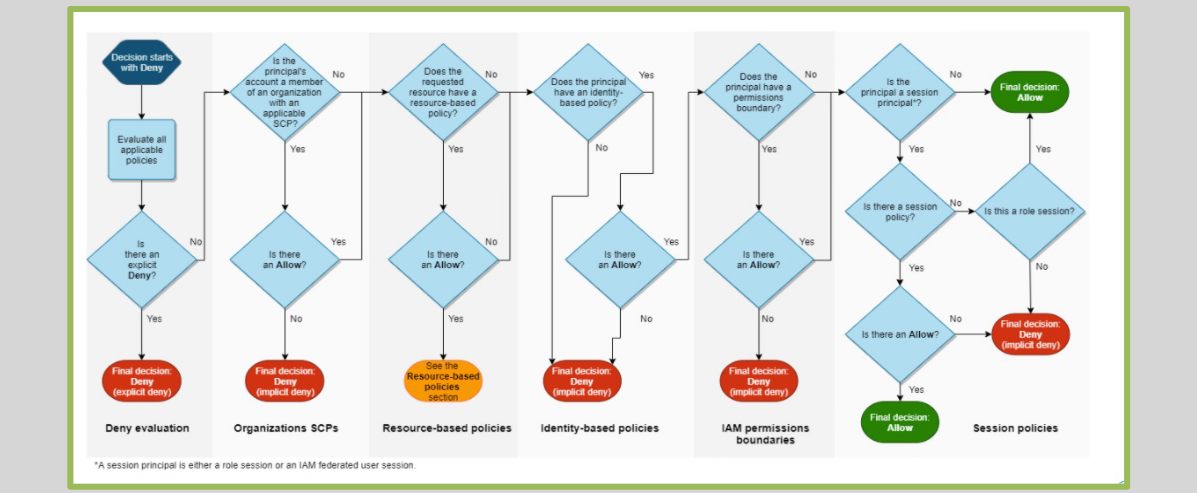 Decision starts
with Deny
Evaluate all
applicable
policies
Is
there an
explicit
Deny?
No
Yes
Final decision:
Deny
(explicit deny)
Deny evaluation
Is the
principal's
account a member
of an organization
with an
applicable
SCP?
No
Yes
Is there
an Allow?
Yes
No
Final decision:
Deny
(implicit deny)
Organizations SCPs
Does the
requested
resource have a
resource-based
policy?
No
Yes
Is there
an Allow?
No
Yes
See the
Resource-based
policies
section
Resource-based policies
Does the principal
have an identity-
based policy?
Yes
No
Is there
an Allow?
Yes
No
Final decision:
Deny
(implicit deny)
Identity-based policies
Does the
principal have a
permissions
boundary?
No
Yes
Is there
an Allow?
Yes
No
Final decision:
Deny
(implicit deny)
IAM permissions
boundaries
Is the
principal a session
principal*?
No
Final decision:
Allow
Yes
Yes
Is there a session
policy?
No
Is this a role session?
Yes
No
Is there an Allow?
No
Final decision:
Deny
(implicit deny)
Yes
Final decision:
Allow
Session policies
*A session principal is either a role session or an IAM federated user session.